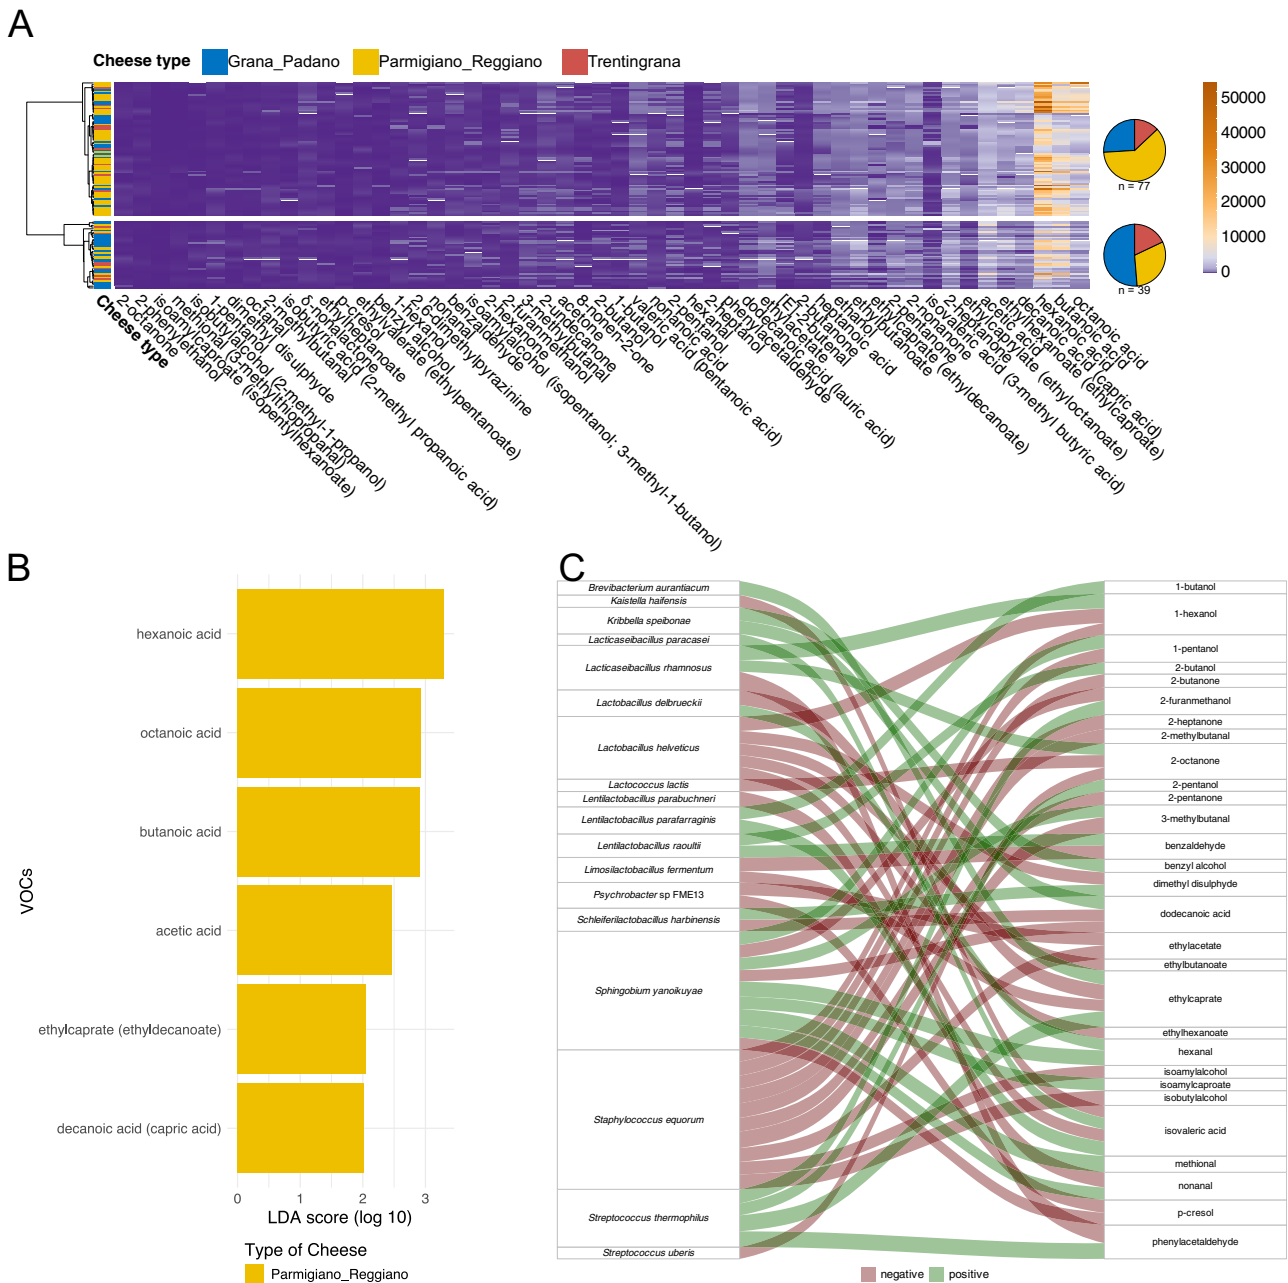 A
Cheese type
Grana_Padano
Parmigiano_Reggiano
Trentingrana
50000
40000
30000
20000
10000
0
n = 77
n = 39
Cheese type
2-octanone
2-phenylethanol
isoamylcaproate (isopentylhexanoate)
methional (3-methylthiopropanal)
isobutylalcohol (2-methyl-1-propanol)
1-pentanol
dimethyl disulphyde
octanal
2-methylbutanal
isobutyric acid (2-methyl propanoic acid)
ethylheptanoate
p-cresol
ethylvalerate (ethylpentanoate)
benzyl alcohol
1-hexanol
2,6-dimethylpyrazinine
nonanal
benzaldehyde
isoamylalcohol (isopentanol; 3-methyl-1-butanol)
2-hexanone
2-furanmethanol
3-methylbutanal
2-undecanone
acetone
8-nonen-2-one
2-butanol
1-butanol
valeric acid (pentanoic acid)
nonanoic acid
2-pentanol
hexanal
2-heptanol
phenylacetaldehyde
dodecanoic acid (lauric acid)
ethylacetate
(E)-2-butenal
2-butanone
heptanoic acid
ethanol
ethylbutanoate
ethylcaprate (ethyldecanoate)
2-pentanone
2-nonanone
isovaleric acid (3-methyl butyric acid)
2-heptanone
ethylcaprylate (ethyloctanoate)
acetic acid
decanoic acid (capric acid)
ethylhexanoate (ethylcaproate)
hexanoic acid
butanoic acid
octanoic acid
B
VOCs
hexanoic acid
octanoic acid
butanoic acid
acetic acid
ethylcaprate (ethyldecanoate)
decanoic acid (capric acid)
0
1
2
3
LDA score (log 10)
Type of Cheese
Parmigiano_Reggiano
C
Brevibacterium aurantiacum
Kaistella haifensis
Kribbella speibonae
Lacticaseibacillus paracasei
Lacticaseibacillus rhamnosus
Lactobacillus delbrueckii
Lactobacillus helveticus
Lactococcus lactis
Lentilactobacillus parabuchneri
Lentilactobacillus parafarraginis
Lentilactobacillus raoultii
Limosilactobacillus fermentum
Psychrobacter sp FME13
Schleiferilactobacillus harbinensis
Sphingobium yanoikuyae
Staphylococcus equorum
Streptococcus thermophilus
Streptococcus uberis
1-butanol
1-hexanol
1-pentanol
2-butanol
2-butanone
2-furanmethanol
2-heptanone
2-methylbutanal
2-octanone
2-pentanol
2-pentanone
3-methylbutanal
benzaldehyde
benzyl alcohol
dimethyl disulphyde
dodecanoic acid
ethylacetate
ethylbutanoate
ethylcaprate
ethylhexanoate
hexanal
isoamylalcohol
isoamylcaproate
isobutylalcohol
isovaleric acid
methional
nonanal
p-cresol
phenylacetaldehyde
negative
positive